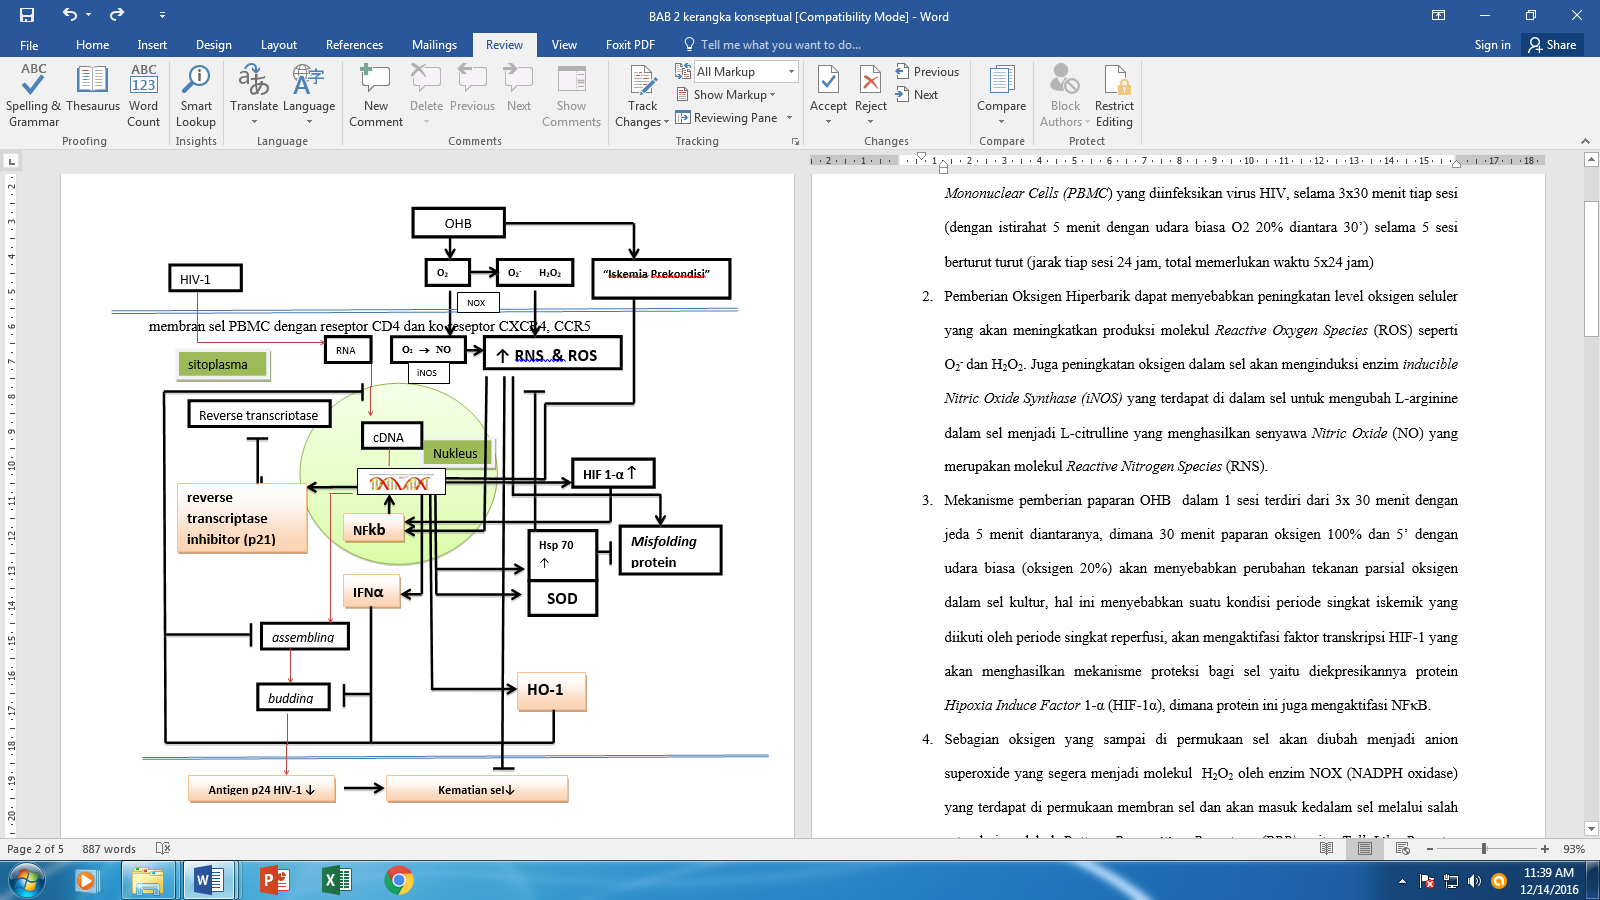 BAB 2 kerangka konseptual [Compatibility Mode] - Word
File Home Insert Design Layout References Mailings Review View Foxit PDF Tell me what you want to do... Sign in Share
ABC
Spelling & Grammar
Thesaurus
ABC 123
Word Count
Proofing
Smart Lookup
Insights
Translate
Language
Language
New Comment
Delete
Previous
Next
Show Comments
Comments
Track Changes
All Markup
Show Markup
Reviewing Pane
Tracking
Accept
Reject
Previous
Next
Changes
Compare
Compare
Block Authors
Restrict Editing
Protect
OHB
O2
O2- H2O2
“Iskemia Prekondisi”
HIV-1
NOX
membran sel PBMC dengan reseptor CD4 dan ko reseptor CXCR4, CCR5
RNA
O2 → NO
↑ RNS & ROS
iNOS
sitoplasma
Reverse transcriptase
cDNA
Nukleus
HIF 1-α ↑
reverse
transcriptase
inhibitor (p21)
NFkb
Hsp 70
↑
Misfolding
protein
SOD
IFNα
assembling
budding
HO-1
Antigen p24 HIV-1 ↓
Kematian sel↓
Mononuclear Cells (PBMC) yang diinfeksikan virus HIV, selama 3x30 menit tiap sesi
(dengan istirahat 5 menit dengan udara biasa O2 20% diantara 30’) selama 5 sesi
berturut turut (jarak tiap sesi 24 jam, total memerlukan waktu 5x24 jam)
2. Pemberian Oksigen Hiperbarik dapat menyebabkan peningkatan level oksigen seluler
yang akan meningkatkan produksi molekul Reactive Oxygen Species (ROS) seperti
O2- dan H2O2. Juga peningkatan oksigen dalam sel akan menginduksi enzim inducible
Nitric Oxide Synthase (iNOS) yang terdapat di dalam sel untuk mengubah L-arginine
dalam sel menjadi L-citrulline yang menghasilkan senyawa Nitric Oxide (NO) yang
merupakan molekul Reactive Nitrogen Species (RNS).
3. Mekanisme pemberian paparan OHB dalam 1 sesi terdiri dari 3x 30 menit dengan
jeda 5 menit diantaranya, dimana 30 menit paparan oksigen 100% dan 5’ dengan
udara biasa (oksigen 20%) akan menyebabkan perubahan tekanan parsial oksigen
dalam sel kultur, hal ini menyebabkan suatu kondisi periode singkat iskemik yang
diikuti oleh periode singkat reperfusi, akan mengaktifasi faktor transkripsi HIF-1 yang
akan menghasilkan mekanisme proteksi bagi sel yaitu diekpresikannya protein
Hipoxia Induce Factor 1-α (HIF-1α), dimana protein ini juga mengaktifasi NFκB.
4. Sebagian oksigen yang sampai di permukaan sel akan diubah menjadi anion
superoxide yang segera menjadi molekul H2O2 oleh enzim NOX (NADPH oxidase)
yang terdapat di permukaan membran sel dan akan masuk kedalam sel melalui salah
Page 2 of 5 887 words 93%
11:39 AM
12/14/2016